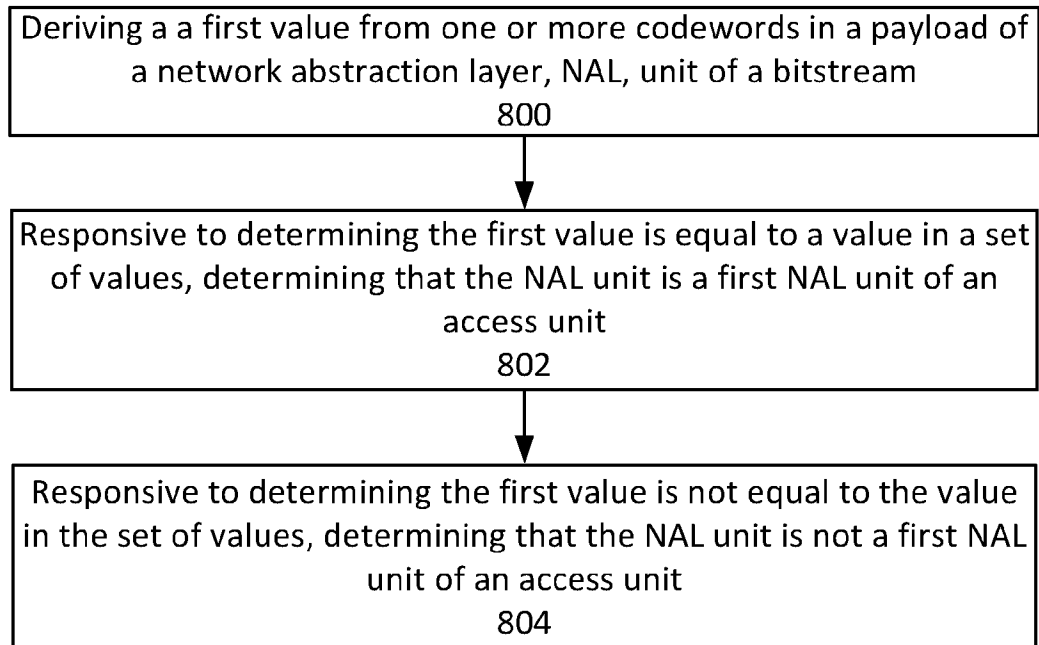 Deriving a a first value from one or more codewords in a payload of
a network abstraction layer, NAL, unit of a bitstream
800
Responsive to determining the first value is equal to a value in a set
of values, determining that the NAL unit is a first NAL unit of an
access unit
802
Responsive to determining the first value is not equal to the value
in the set of values, determining that the NAL unit is not a first NAL
unit of an access unit
804